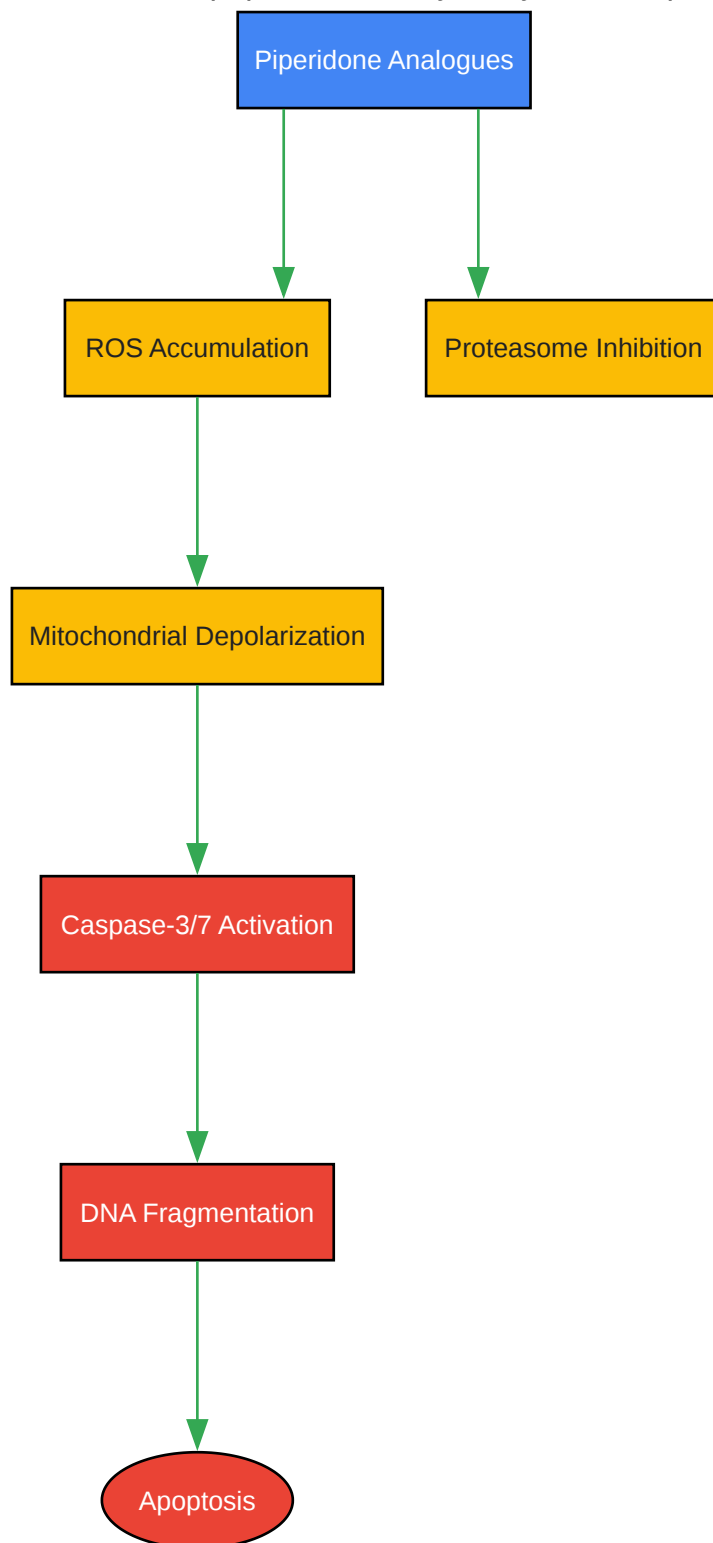 Piperidone Analogues
ROS Accumulation
Proteasome Inhibition
Mitochondrial Depolarization
Caspase-3/7 Activation
DNA Fragmentation
Apoptosis